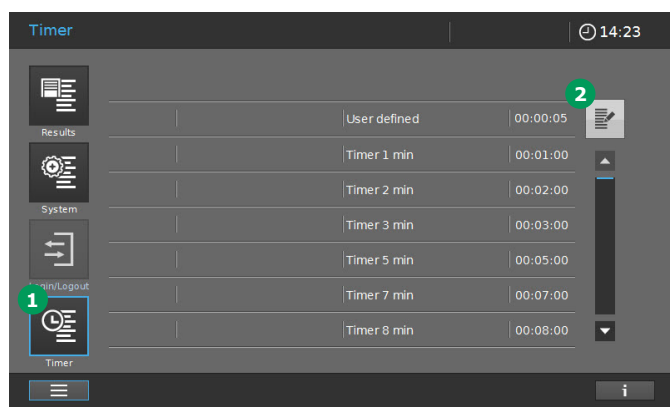 Timer
14:23
2
Results
User defined 00:00:05
Timer 1 min 00:01:00
System
Timer 2 min 00:02:00
Timer 3 min 00:03:00
Login/Logout
Timer 5 min 00:05:00
1
Timer 7 min 00:07:00
Timer 8 min 00:08:00
Timer
i